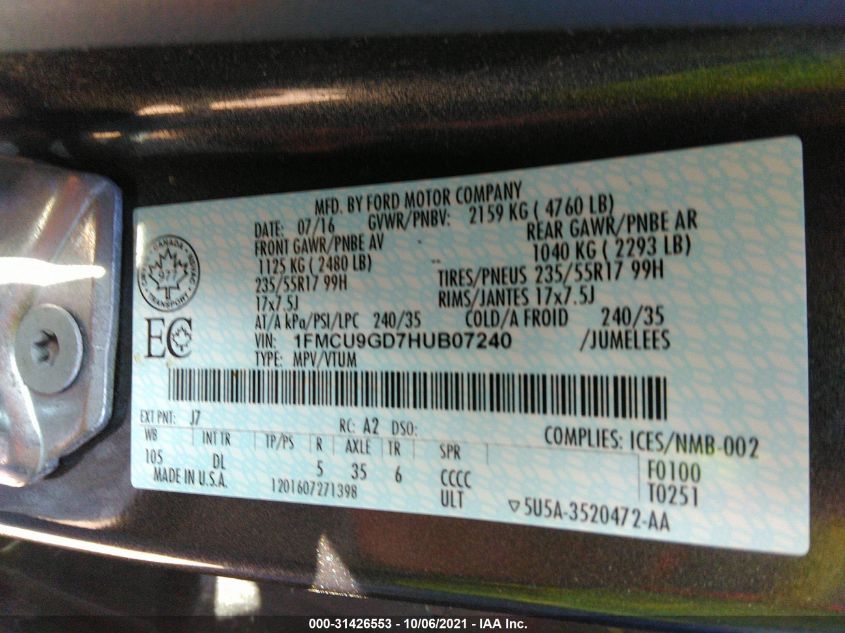 MFD. BY FORD MOTOR COMPANY
DATE: 07/16 GVWR/PNBV: 2159 KG ( 4760 LB)
FRONT GAWR/PNBE AV REAR GAWR/PNBE AR
1125 KG ( 2480 LB) -- 1040 KG ( 2293 LB)
235/55R17 99H TIRES/PNEUS 235/55R17 99H
17x7.5J RIMS/JANTES 17x7.5J
AT/A kPa/PSI/LPC 240/35 COLD/A FROID 240/35
VIN: 1FMCU9GD7HUB07240 /JUMELEES
TYPE: MPV/VTUM
CANADA
TRANSPORT
EC
EXT PNT: J7 RC: A2 DSO: COMPLIES: ICES/NMB-002
WB INT TR TP/PS R AXLE TR SPR
105 DL 5 35 6 CCCC F0100
MADE IN U.S.A. 1201607271398 ULT T0251
▽5U5A-3520472-AA
000-31426553 - 10/06/2021 - IAA Inc.